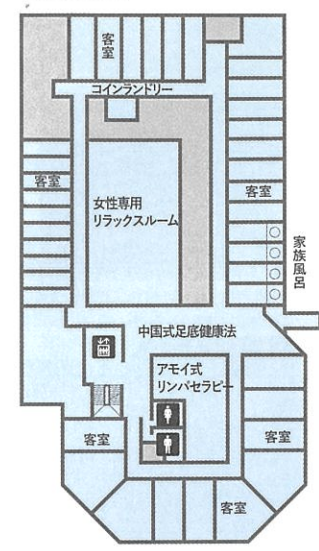 客室
コインランドリー
客室
女性専用
リラックスルーム
客室
家族風呂
中国式足底健康法
アモイ式
リンパセラピー
客室
客室
客室